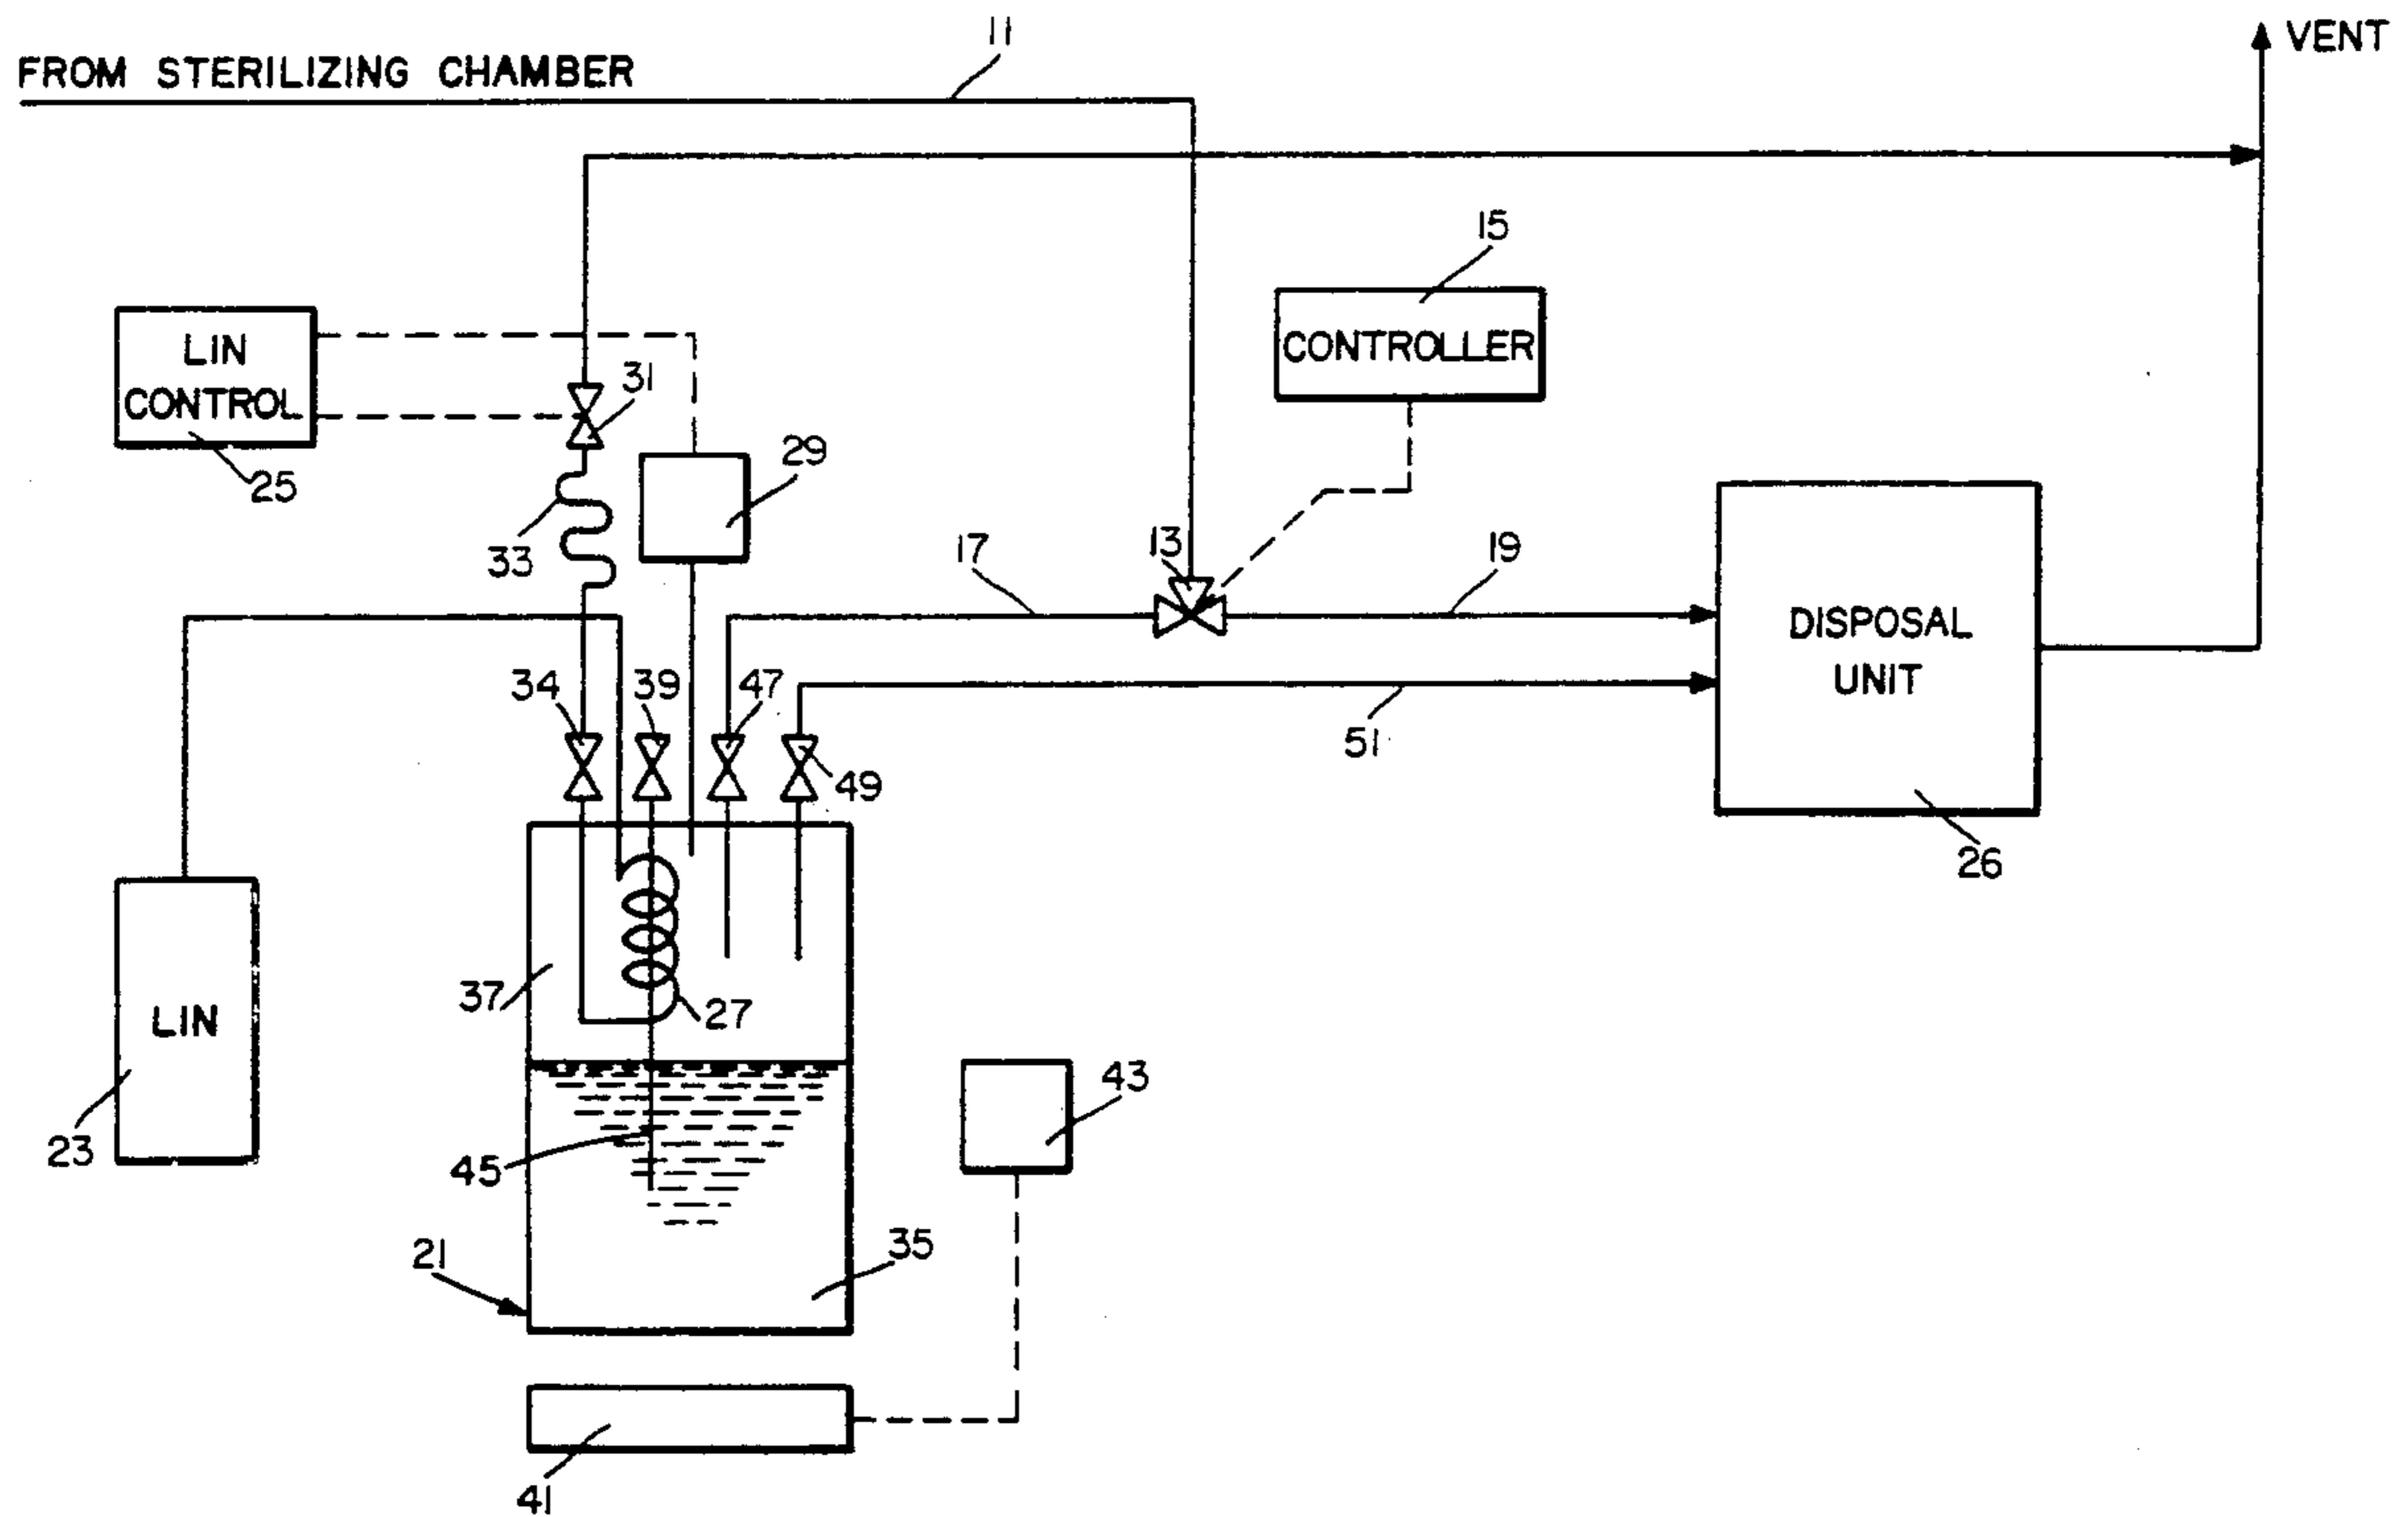 11
VENT
FROM STERILIZING CHAMBER
15
CONTROLLER
LIN
CONTROL
31
25
29
33
17
13
19
DISPOSAL
UNIT
34
39
47
49
51
26
37
27
LIN
23
43
45
21
35
41